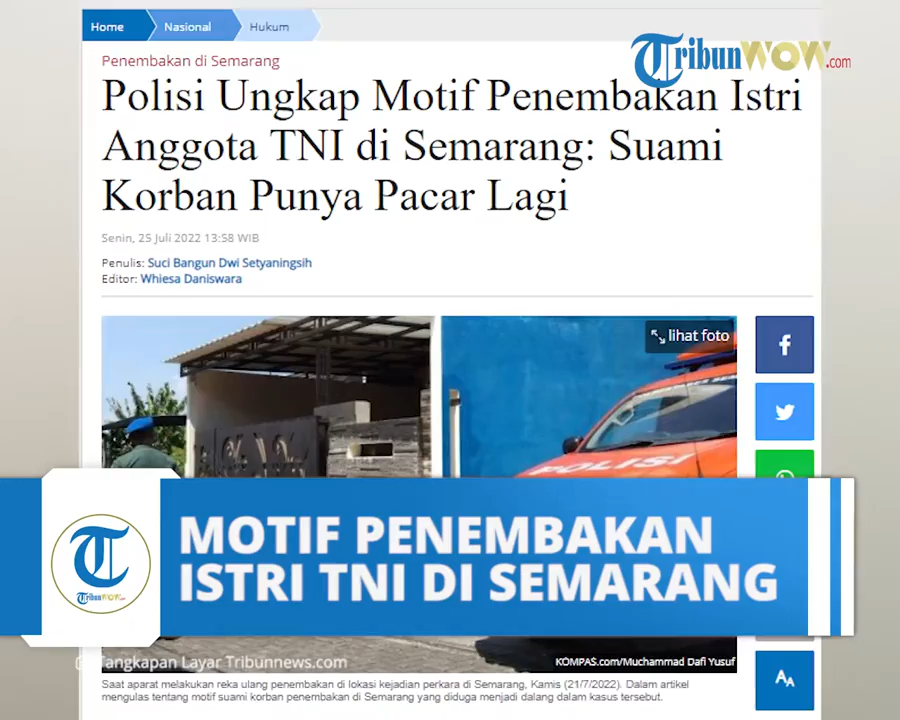 Home Nasional Hukum
TribunWOW.com
Penembakan di Semarang
Polisi Ungkap Motif Penembakan Istri
Anggota TNI di Semarang: Suami
Korban Punya Pacar Lagi
Senin, 25 Juli 2022 13:58 WIB
Penulis: Suci Bangun Dwi Setyaningsih
Editor: Whiesa Daniswara
lihat foto
POLISI
MOTIF PENEMBAKAN
ISTRI TNI DI SEMARANG
TribunWOW.com
Tangkapan Layar Tribunnews.com
KOMPAS.com/Muchammad Dafi Yusuf
AA
Saat aparat melakukan reka ulang penembakan di lokasi kejadian perkara di Semarang, Kamis (21/7/2022). Dalam artikel
mengulas tentang motif suami korban penembakan di Semarang yang diduga menjadi dalang dalam kasus tersebut.